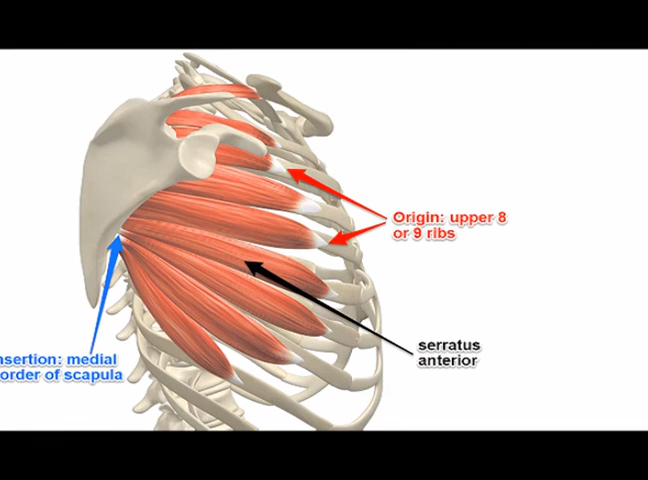 Origin: upper 8
or 9 ribs
serratus
anterior
nsertion: medial
order of scapula